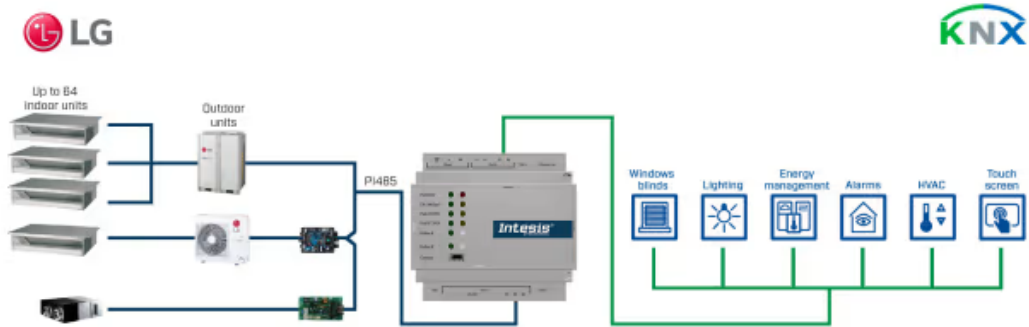 LG
KNX
Up to 64
indoor units
Outdoor
units
PI485
Intesis
Windows
blinds
Lighting
Energy
management
Alarms
HVAC
Touch
screen